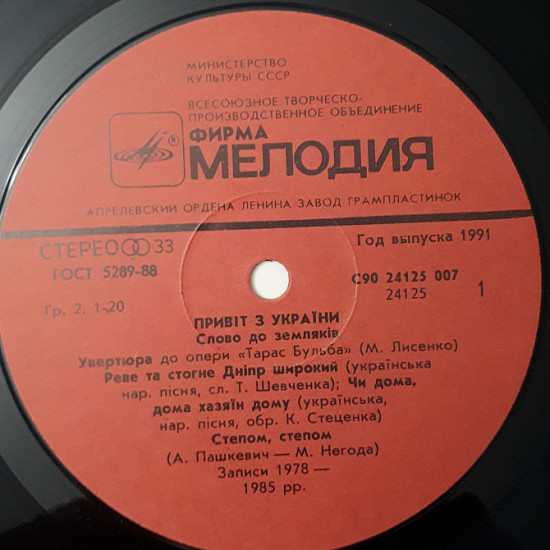 МИНИСТЕРСТВО
КУЛЬТУРЫ СССР
ВСЕСОЮЗНОЕ ТВОРЧЕСКО-
ПРОИЗВОДСТВЕННОЕ ОБЪЕДИНЕНИЕ
ФИРМА
МЕЛОДИЯ
®
АПРЕЛЕВСКИЙ ОРДЕНА ЛЕНИНА ЗАВОД ГРАМПЛАСТИНОК
СТЕРЕО 33
Год выпуска 1991
ГОСТ 5289-88
С90 24125 007
24125
1
Гр. 2. 1-20
ПРИВІТ З УКРАЇНИ
Слово до земляків
Увертюра до опери «Тарас Бульба» (М. Лисенко)
Реве та стогне Дніпр широкий (українська
нар. пісня, сл. Т. Шевченка); Чи дома,
дома хазяїн дому (українська,
нар. пісня, обр. К. Стеценка)
Степом, степом
(А. Пашкевич — М. Негода)
Записи 1978 —
1985 рр.